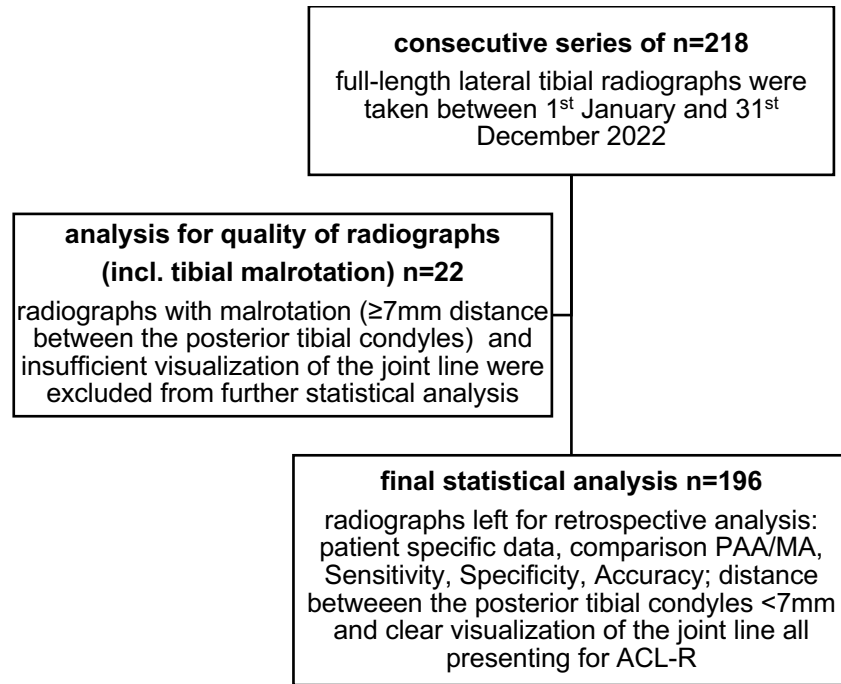 consecutive series of n=218
full-length lateral tibial radiographs were
taken between 1st January and 31st
December 2022
analysis for quality of radiographs
(incl. tibial malrotation) n=22
radiographs with malrotation (≥7mm distance
between the posterior tibial condyles)  and
insufficient visualization of the joint line were
excluded from further statistical analysis
final statistical analysis n=196
radiographs left for retrospective analysis:
patient specific data, comparison PAA/MA,
Sensitivity, Specificity, Accuracy; distance
betweeen the posterior tibial condyles <7mm
and clear visualization of the joint line all
presenting for ACL-R